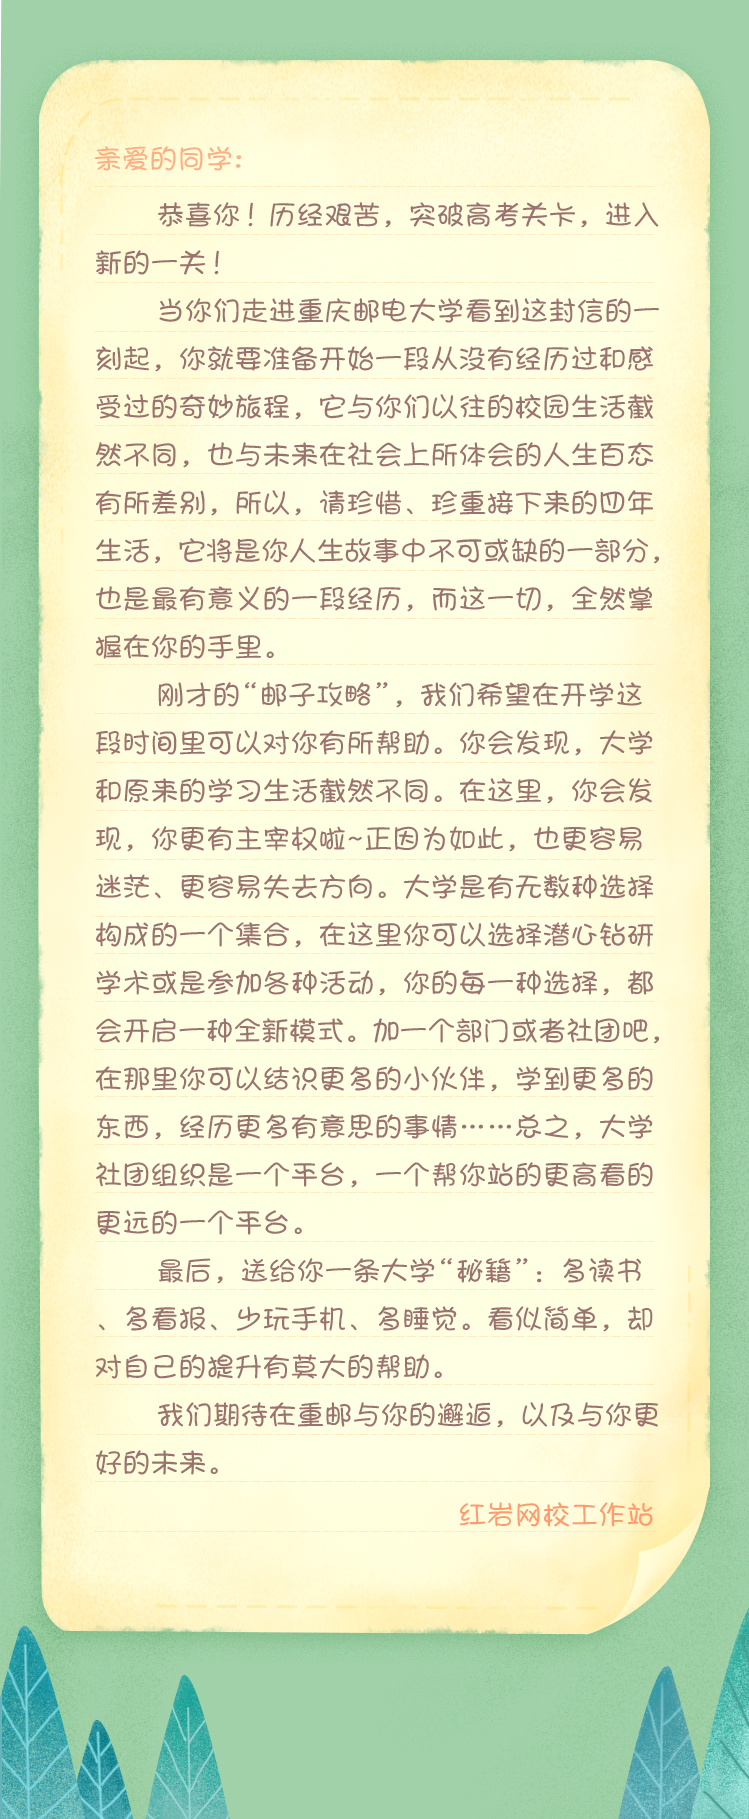 亲爱的同学：
恭喜你！历经艰苦，突破高考关卡，进入
新的一关！
当你们走进重庆邮电大学看到这封信的一
刻起，你就要准备开始一段从没有经历过和感
受过的奇妙旅程，它与你们以往的校园生活截
然不同，也与未来在社会上所体会的人生百态
有所差别，所以，请珍惜、珍重接下来的四年
生活，它将是你人生故事中不可或缺的一部分，
也是最有意义的一段经历，而这一切，全然掌
握在你的手里。
刚才的“邮子攻略”，我们希望在开学这
段时间里可以对你有所帮助。你会发现，大学
和原来的学习生活截然不同。在这里，你会发
现，你更有主宰权啦~正因为如此，也更容易
迷茫、更容易失去方向。大学是有无数种选择
构成的一个集合，在这里你可以选择潜心钻研
学术或是参加各种活动，你的每一种选择，都
会开启一种全新模式。加一个部门或者社团吧，
在那里你可以结识更多的小伙伴，学到更多的
东西，经历更多有意思的事情……总之，大学
社团组织是一个平台，一个帮你站的更高看的
更远的一个平台。
最后，送给你一条大学“秘籍”：多读书
、多看报、少玩手机、多睡觉。看似简单，却
对自己的提升有莫大的帮助。
我们期待在重邮与你的邂逅，以及与你更
好的未来。
红岩网校工作站